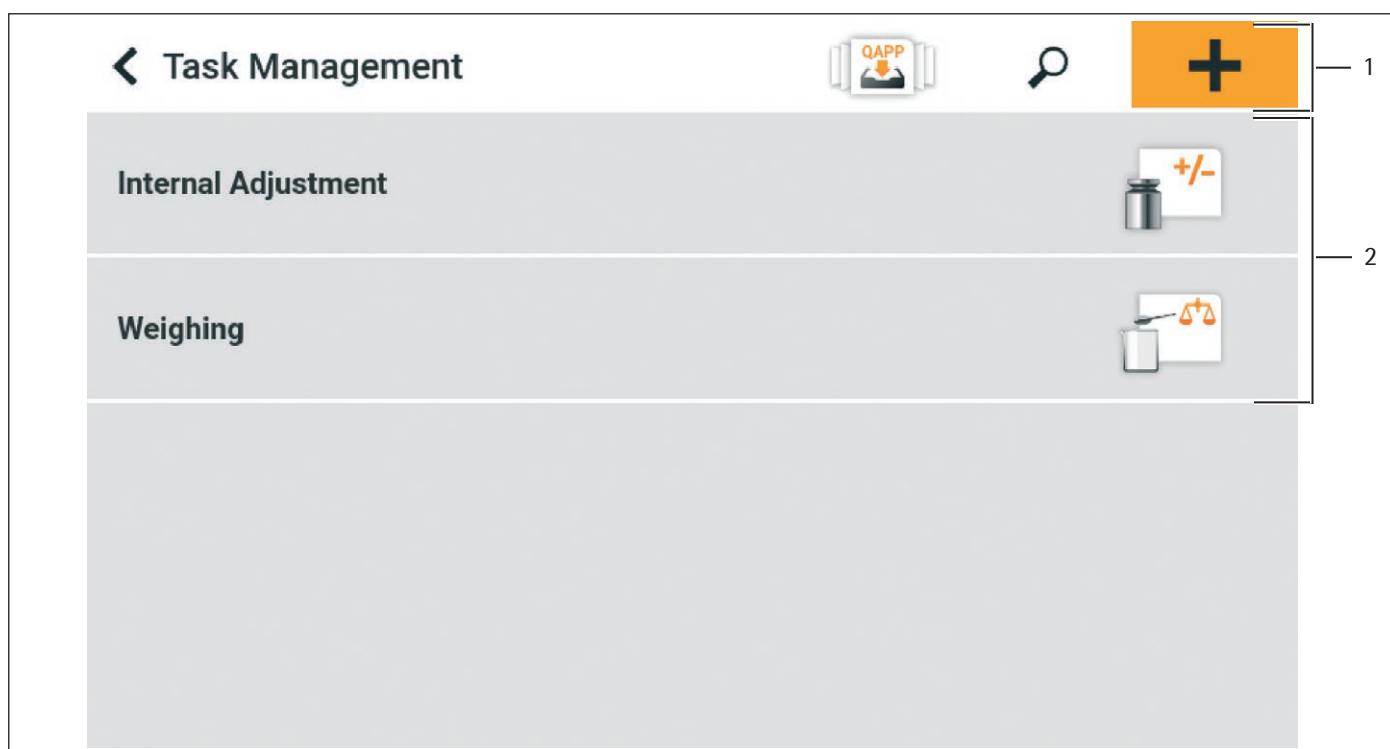 Task Management
QAPP
1
Internal Adjustment
+/-
2
Weighing